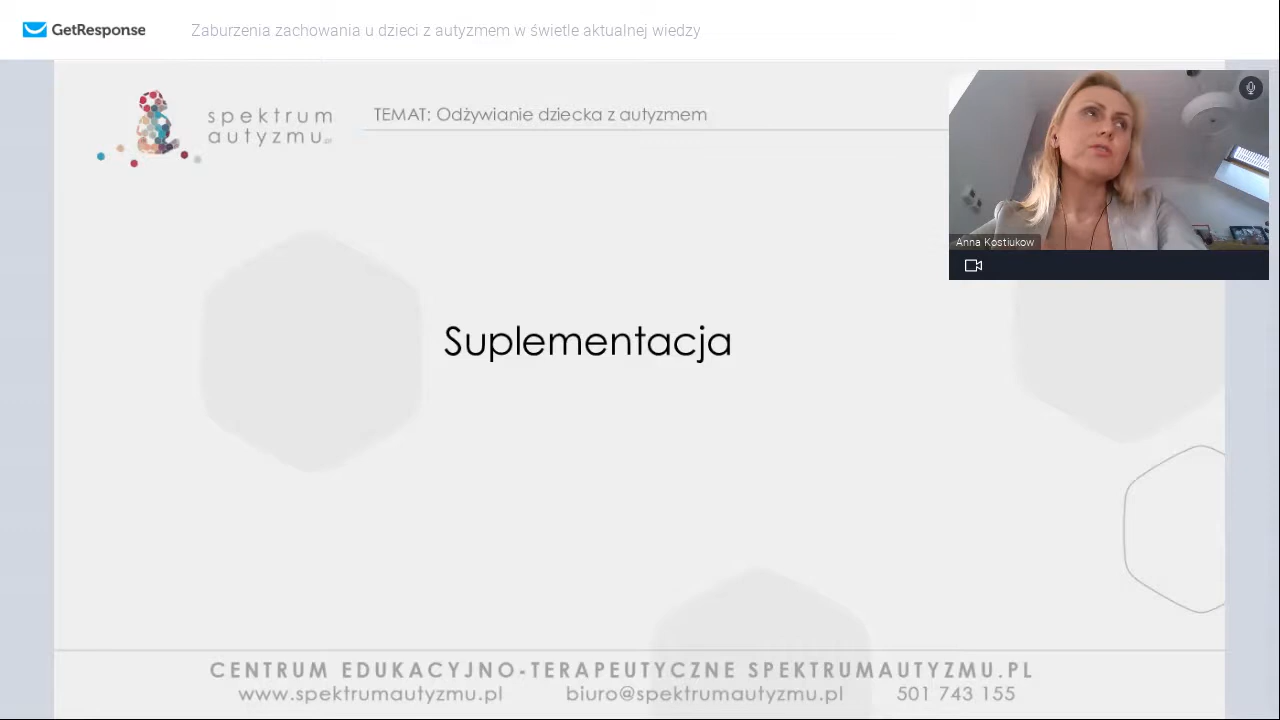 GetResponse
Zaburzenia zachowania u dzieci z autyzmem w świetle aktualnej wiedzy
spektrum
autyzmu.pl
TEMAT: Odżywianie dziecka z autyzmem
Anna Kostiukow
Suplementacja
CENTRUM EDUKACYJNO-TERAPEUTYCZNE SPEKTRUMAUTYZMU.PL
www.spektrumautyzmu.pl biuro@spektrumautyzmu.pl 501 743 155